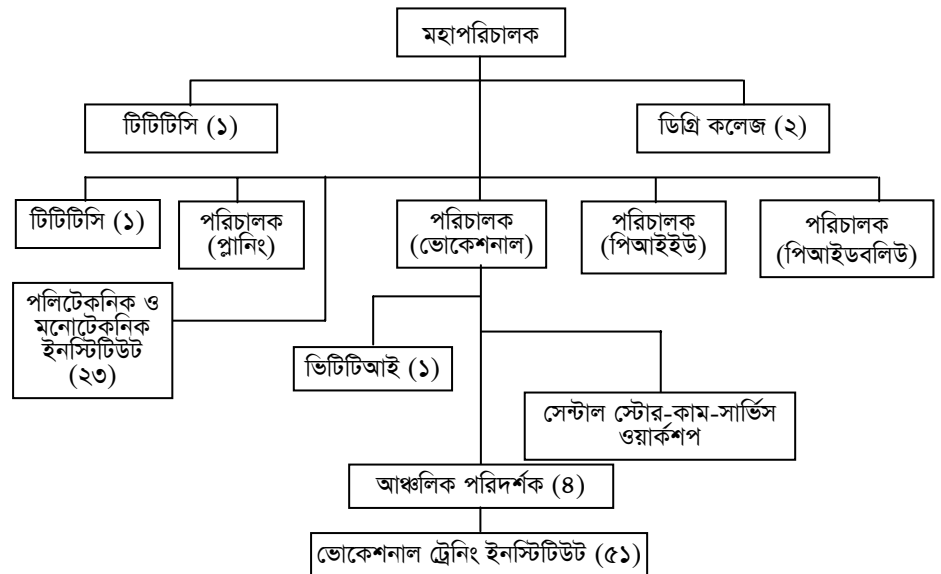 মহাপরিচালক
টিটিটিসি (১)
ডিগ্রি কলেজ (২)
টিটিটিসি (১)
পরিচালক
(প্লানিং)
পরিচালক
(ভোকেশনাল)
পরিচালক
(পিআইইউ)
পরিচালক
(পিআইডবলিউ)
পলিটেকনিক ও
মনোটেকনিক
ইনস্টিটিউট
(২৩)
ভিটিটিআই (১)
সেন্টাল স্টোর-কাম-সার্ভিস
ওয়ার্কশপ
আঞ্চলিক পরিদর্শক (৪)
ভোকেশনাল ট্রেনিং ইনস্টিটিউট (৫১)